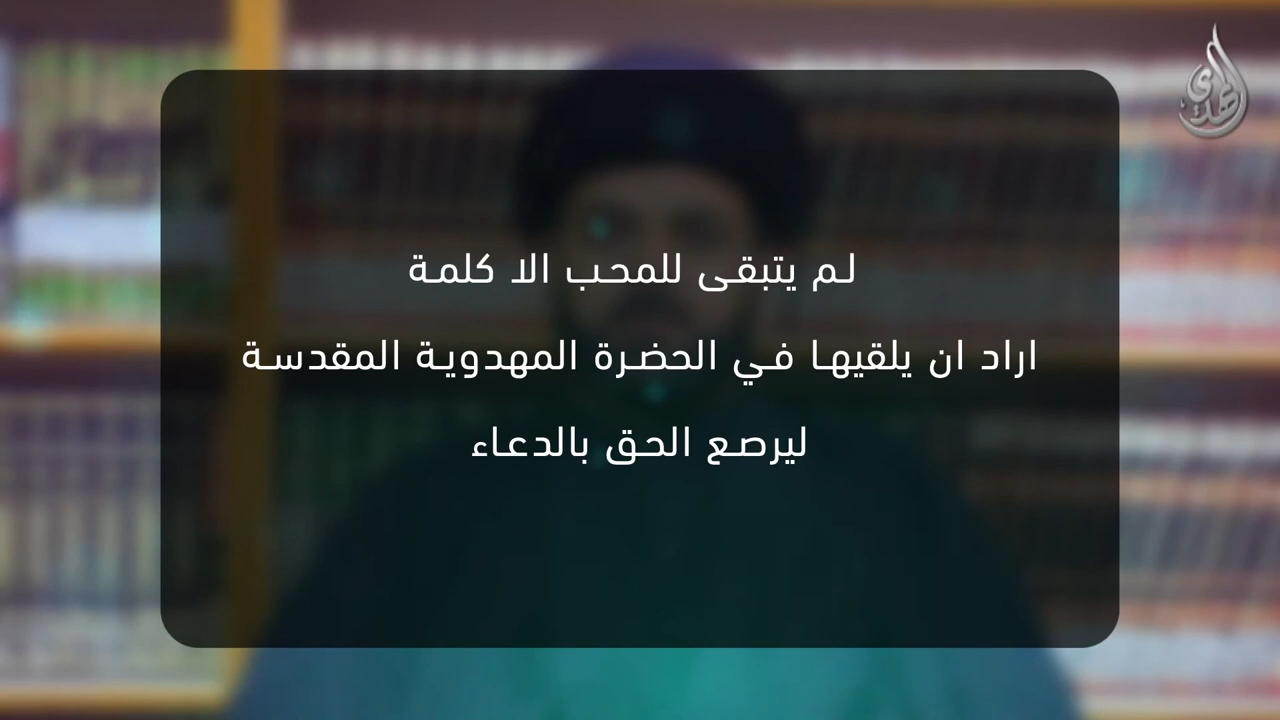 لم يتبقى للمحب الا كلمة
اراد ان يلقيها في الحضرة المهدوية المقدسة
ليرصع الحق بالدعاء